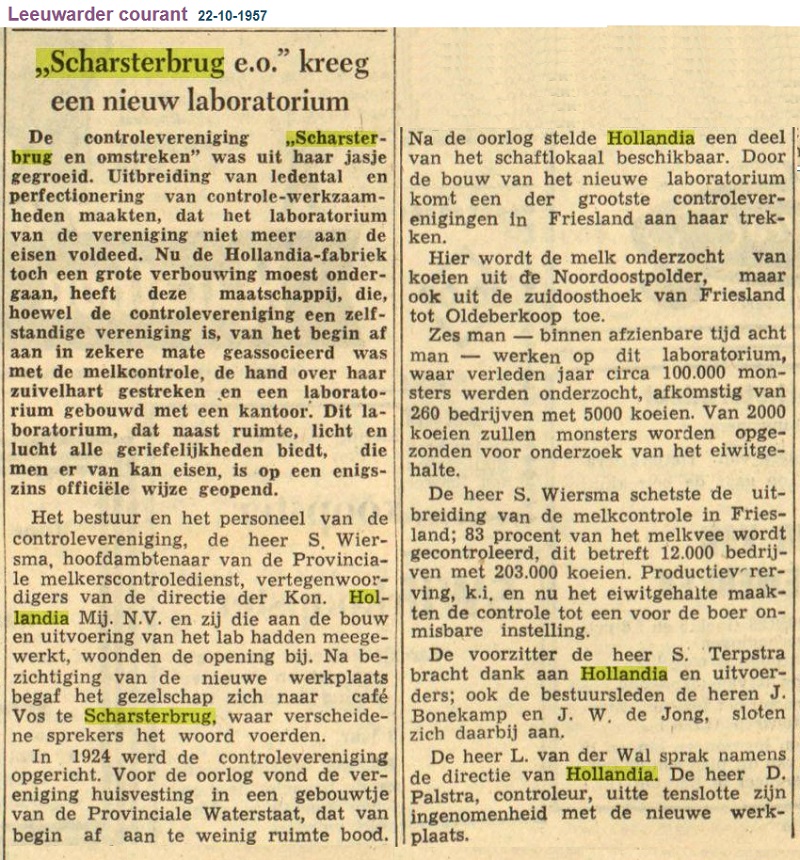 Leeuwarder courant 22-10-1957
„Scharsterbrug e.o.” kreeg
een nieuw laboratorium
De controlevereniging „Scharster-
brug en omstreken” was uit haar jasje
gegroeid. Uitbreiding van ledental en
perfectionering van controle-werkzaam-
heden maakten, dat het laboratorium
van de vereniging niet meer aan de
eisen voldeed. Nu de Hollandia-fabriek
toch een grote verbouwing moest onder-
gaan, heeft deze maatschappij, die,
hoewel de controlevereniging een zelf-
standige vereniging is, van het begin af
aan in zekere mate geassocieerd was
met de melkcontrole, de hand over haar
zuivelhart gestreken en een laborato-
rium gebouwd met een kantoor. Dit la-
boratorium, dat naast ruimte, licht en
lucht alle geriefelijkheden biedt, die
men er van kan eisen, is op een enigs-
zins officiële wijze geopend.
Het bestuur en het personeel van de
controlevereniging, de heer S. Wier-
sma, hoofdambtenaar van de Provincia-
le melkerscontroledienst, vertegenwoor-
digers van de directie der Kon. Hol-
landia Mij. N.V. en zij die aan de bouw
en uitvoering van het lab hadden meege-
werkt, woonden de opening bij. Na be-
zichtiging van de nieuwe werkplaats
begaf het gezelschap zich naar café
Vos te Scharsterbrug, waar verscheide-
ne sprekers het woord voerden.
In 1924 werd de controlevereniging
opgericht. Voor de oorlog vond de ver-
eniging huisvesting in een gebouwtje
van de Provinciale Waterstaat, dat van
begin af aan te weinig ruimte bood.
Na de oorlog stelde Hollandia een deel
van het schaftlokaal beschikbaar. Door
de bouw van het nieuwe laboratorium
komt een der grootste controlever-
enigingen in Friesland aan haar trek-
ken.
Hier wordt de melk onderzocht van
koeien uit de Noordoostpolder, maar
ook uit de zuidoosthoek van Friesland
tot Oldeberkoop toe.
Zes man — binnen afzienbare tijd acht
man — werken op dit laboratorium,
waar verleden jaar circa 100.000 mon-
sters werden onderzocht, afkomstig van
260 bedrijven met 5000 koeien. Van 2000
koeien zullen monsters worden opge-
zonden voor onderzoek van het eiwitge-
halte.
De heer S. Wiersma schetste de uit-
breiding van de melkcontrole in Fries-
land; 83 procent van het melkvee wordt
gecontroleerd, dit betreft 12.000 bedrij-
ven met 203.000 koeien.
ving, k.i. en nu het eiwitgehalte maak-
ten de controle tot een voor de boer on-
misbare instelling.
De voorzitter de heer S. Terpstra
bracht dank aan Hollandia en uitvoer-
ders; ook de bestuursleden de heren J.
Bonekamp en J. W. de Jong, sloten
zich daarbij aan.
De heer L. van der Wal sprak namens
de directie van Hollandia. De heer D.
Palstra, controleur, uitte tenslotte zijn
ingenomenheid met de nieuwe werk-
plaats.